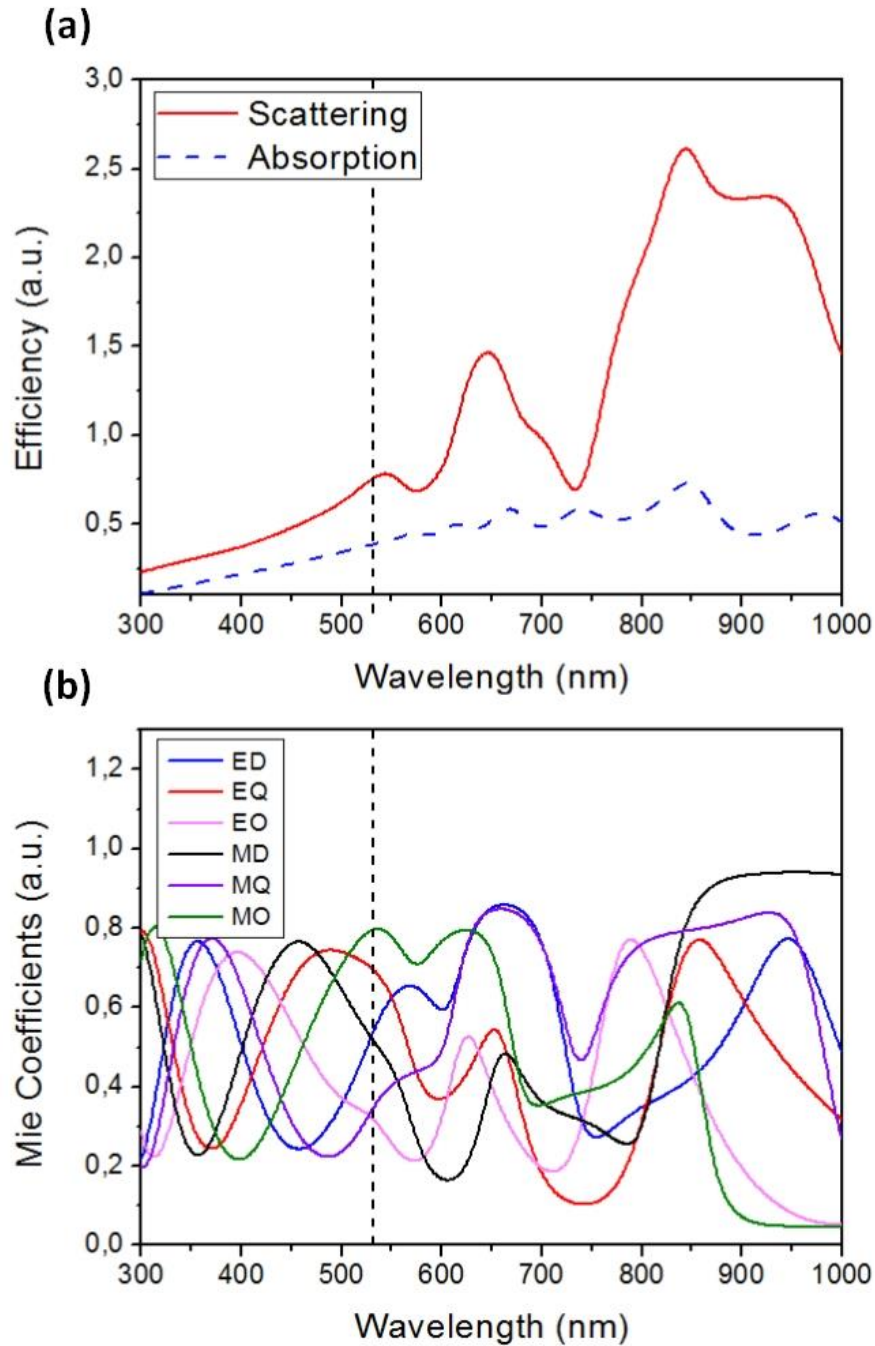 (a)
3,0
2,5
2,0
1,5
1,0
0,5
Efficiency (a.u.)
Scattering
Absorption
300 400 500 600 700 800 900 1000
Wavelength (nm)
(b)
1,2
1,0
0,8
0,6
0,4
0,2
0,0
Mie Coefficients (a.u.)
ED
EQ
EO
MD
MQ
MO
300 400 500 600 700 800 900 1000
Wavelength (nm)